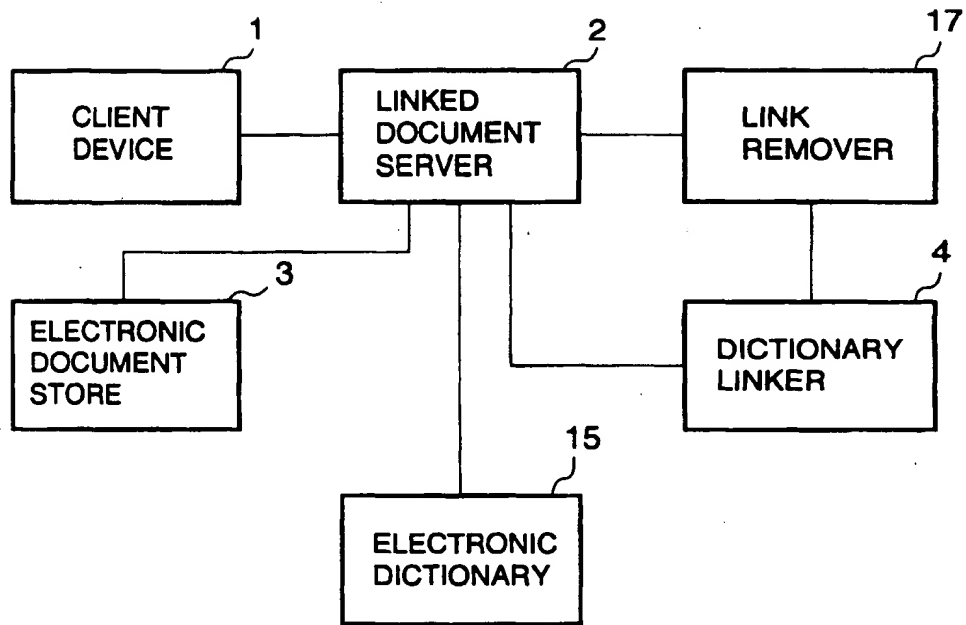 1
CLIENT
DEVICE
2
LINKED
DOCUMENT
SERVER
17
LINK
REMOVER
3
ELECTRONIC
DOCUMENT
STORE
4
DICTIONARY
LINKER
15
ELECTRONIC
DICTIONARY